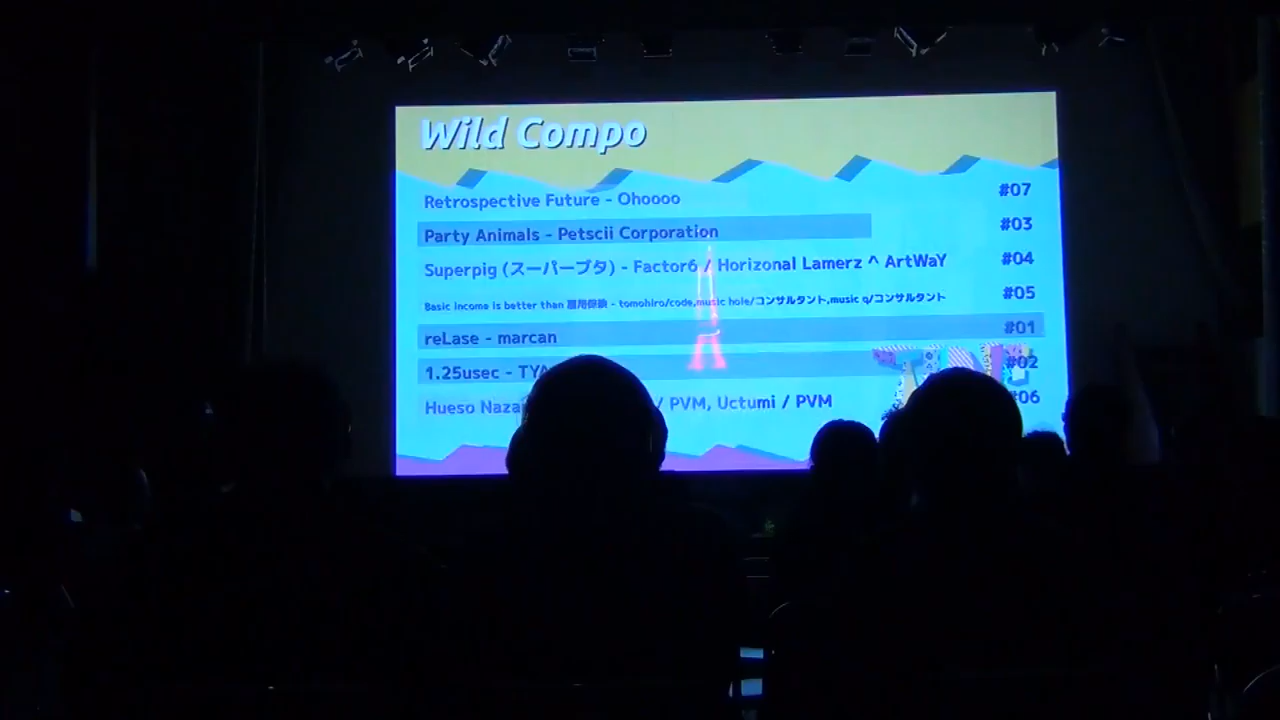 Wild Compo
Retrospective Future - Ohoooo #07
Party Animals - Petscii Corporation #03
Superpig (スーパーブタ) - Factor6 / Horizonal Lamerz ^ ArtWaY #04
Basic income is better than 雇用保険 - tomohiro/code,music hole/コンサルタント,music q/コンサルタント #05
reLase - marcan #01
1.25usec - #02
Hueso / PVM, Uctumi / PVM #06